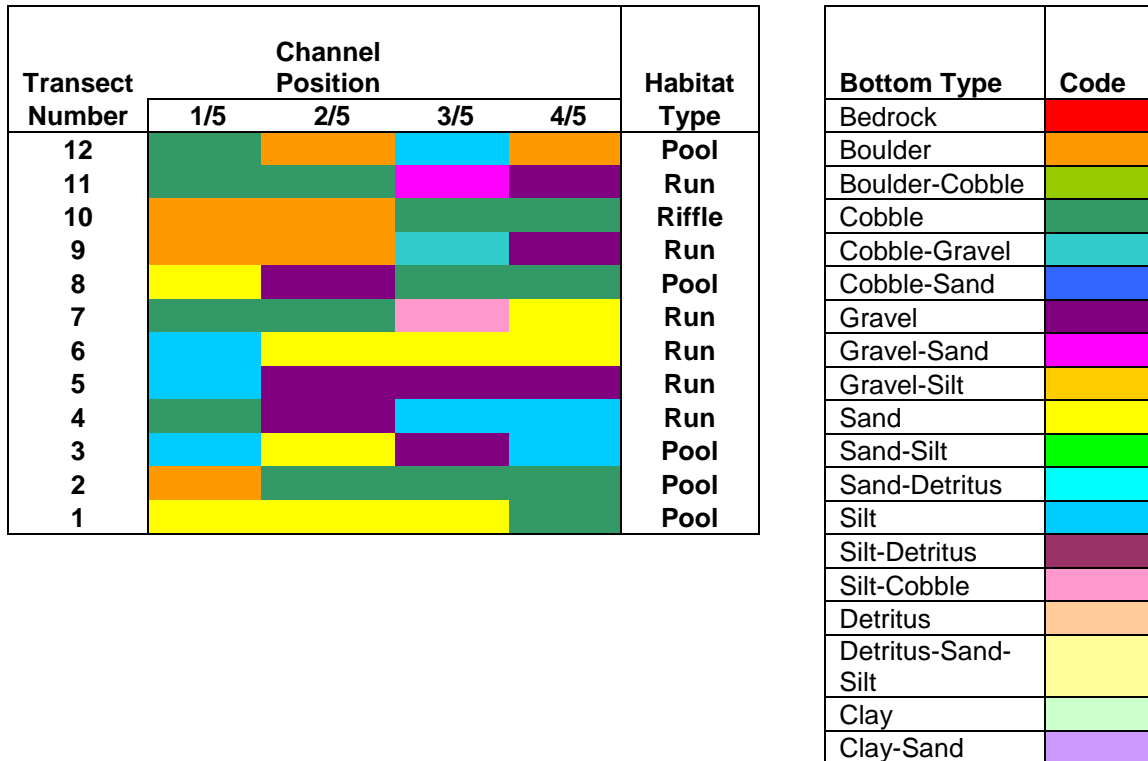 Channel
Transect Position Habitat
Number 1/5 2/5 3/5 4/5 Type
12 Pool
11 Run
10 Riffle
9 Run
8 Pool
7 Run
6 Run
5 Run
4 Run
3 Pool
2 Pool
1 Pool
Bottom Type Code
Bedrock
Boulder
Boulder-Cobble
Cobble
Cobble-Gravel
Cobble-Sand
Gravel
Gravel-Sand
Gravel-Silt
Sand
Sand-Silt
Sand-Detritus
Silt
Silt-Detritus
Silt-Cobble
Detritus
Detritus-Sand-
Silt
Clay
Clay-Sand